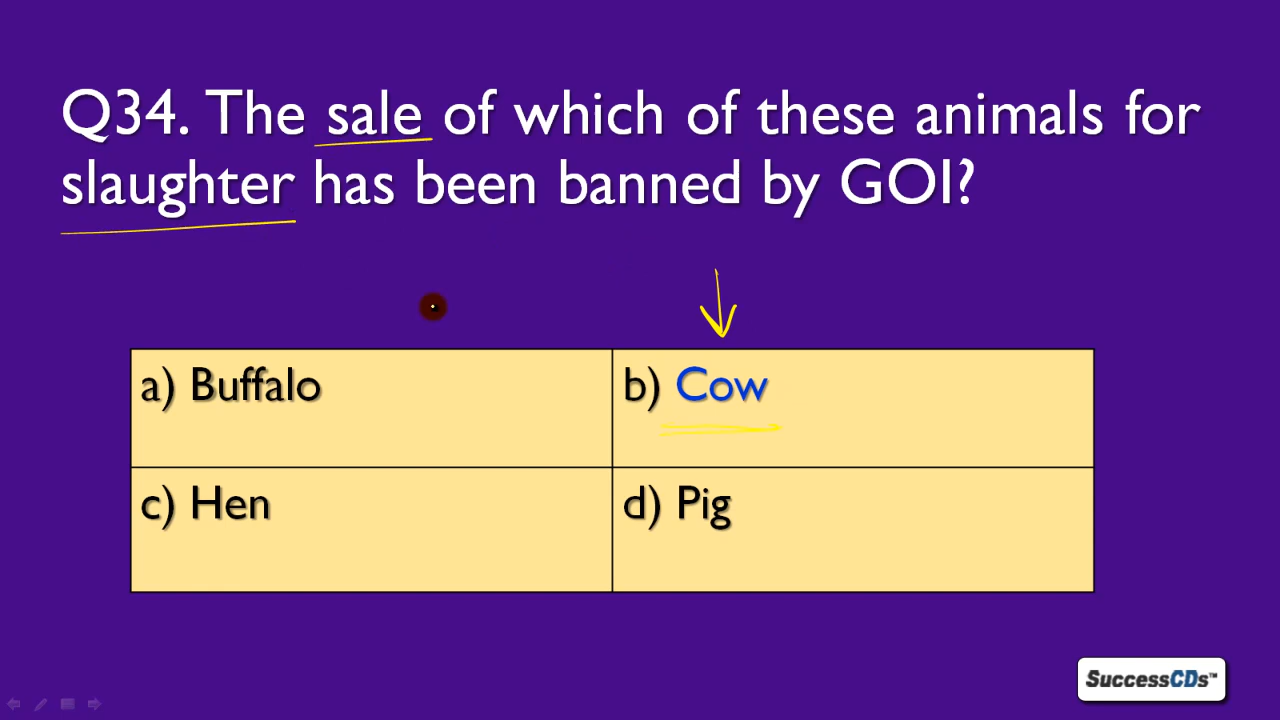 Q34. The sale of which of these animals for
slaughter has been banned by GOI?
a) Buffalo
b) Cow
c) Hen
d) Pig
SuccessCDs™